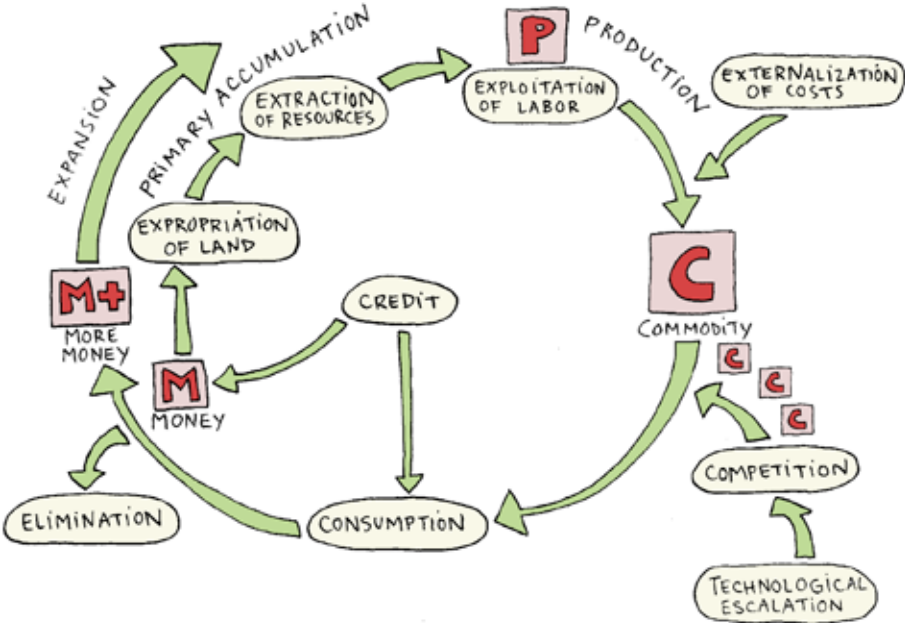 EXPANSION
PRIMARY ACCUMULATION
EXTRACTION
OF RESOURCES
P
EXPLOITATION
OF LABOR
PRODUCTION
EXTERNALIZATION
OF COSTS
EXPROPRIATION
OF LAND
M+
MORE
MONEY
CREDIT
C
COMMODITY
M
MONEY
C
C
C
COMPETITION
ELIMINATION
CONSUMPTION
TECHNOLOGICAL
ESCALATION